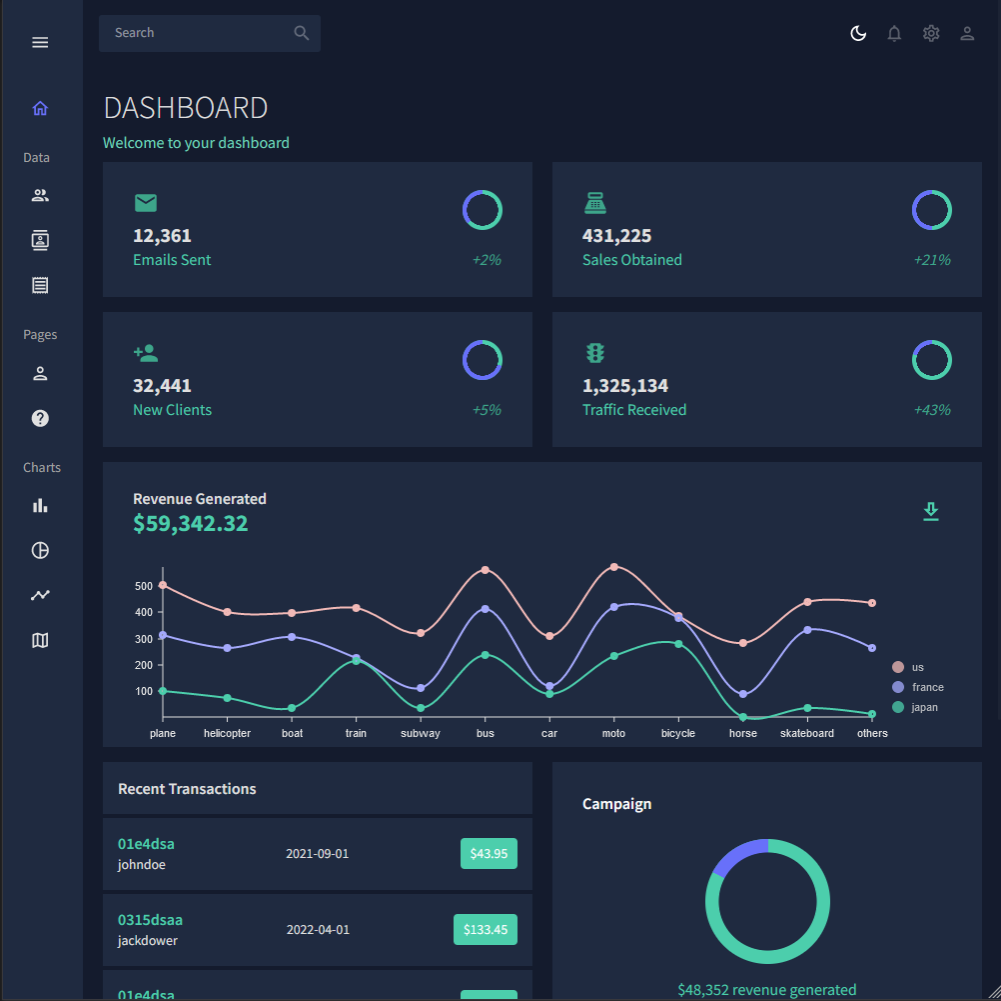 Search
DASHBOARD
Welcome to your dashboard
Data
Pages
Charts
12,361
Emails Sent
+2%
431,225
Sales Obtained
+21%
32,441
New Clients
+5%
1,325,134
Traffic Received
+43%
Revenue Generated
$59,342.32
500
400
300
200
100
plane helicopter boat train subway bus car moto bicycle horse skateboard others
us
france
japan
Recent Transactions
01e4dsa
johndoe
2021-09-01
$43.95
0315dsaa
jackdower
2022-04-01
$133.45
01e4dsa
Campaign
$48,352 revenue generated